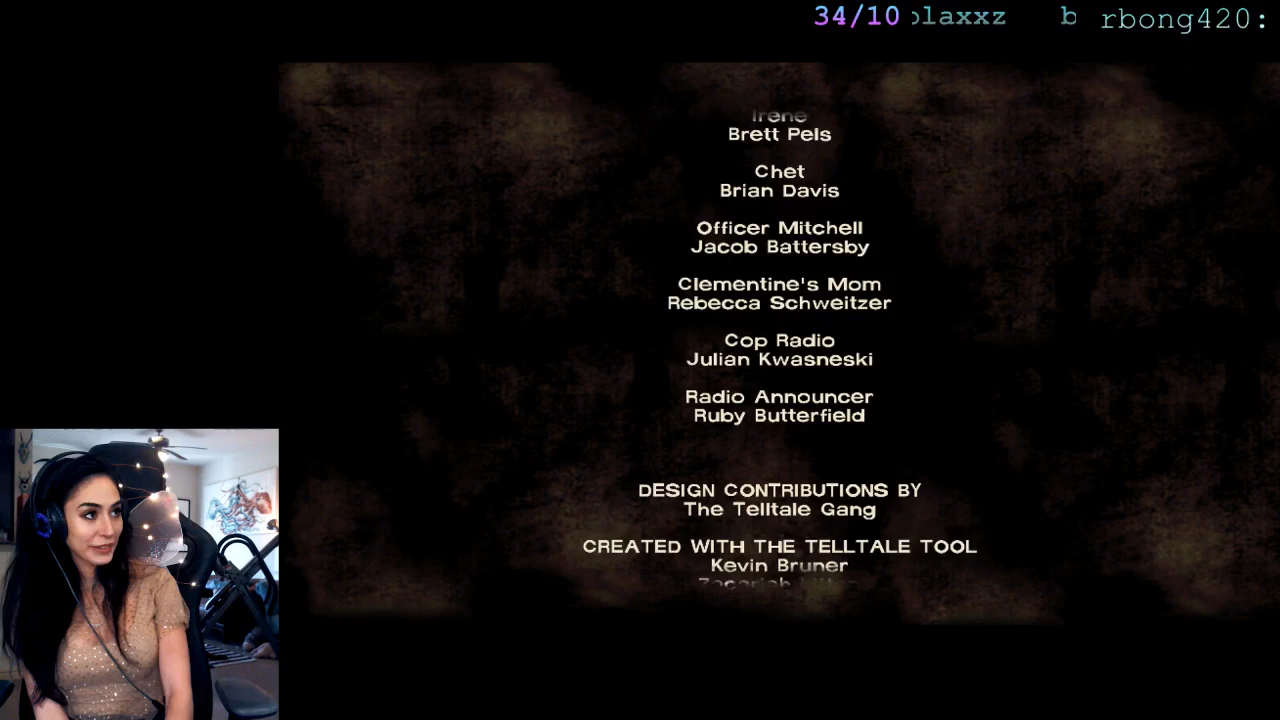 34/10 olaxxz b rbong420:
Irene
Brett Pels
Chet
Brian Davis
Officer Mitchell
Jacob Battersby
Clementine's Mom
Rebecca Schweitzer
Cop Radio
Julian Kwasneski
Radio Announcer
Ruby Butterfield
DESIGN CONTRIBUTIONS BY
The Telltale Gang
CREATED WITH THE TELLTALE TOOL
Kevin Bruner